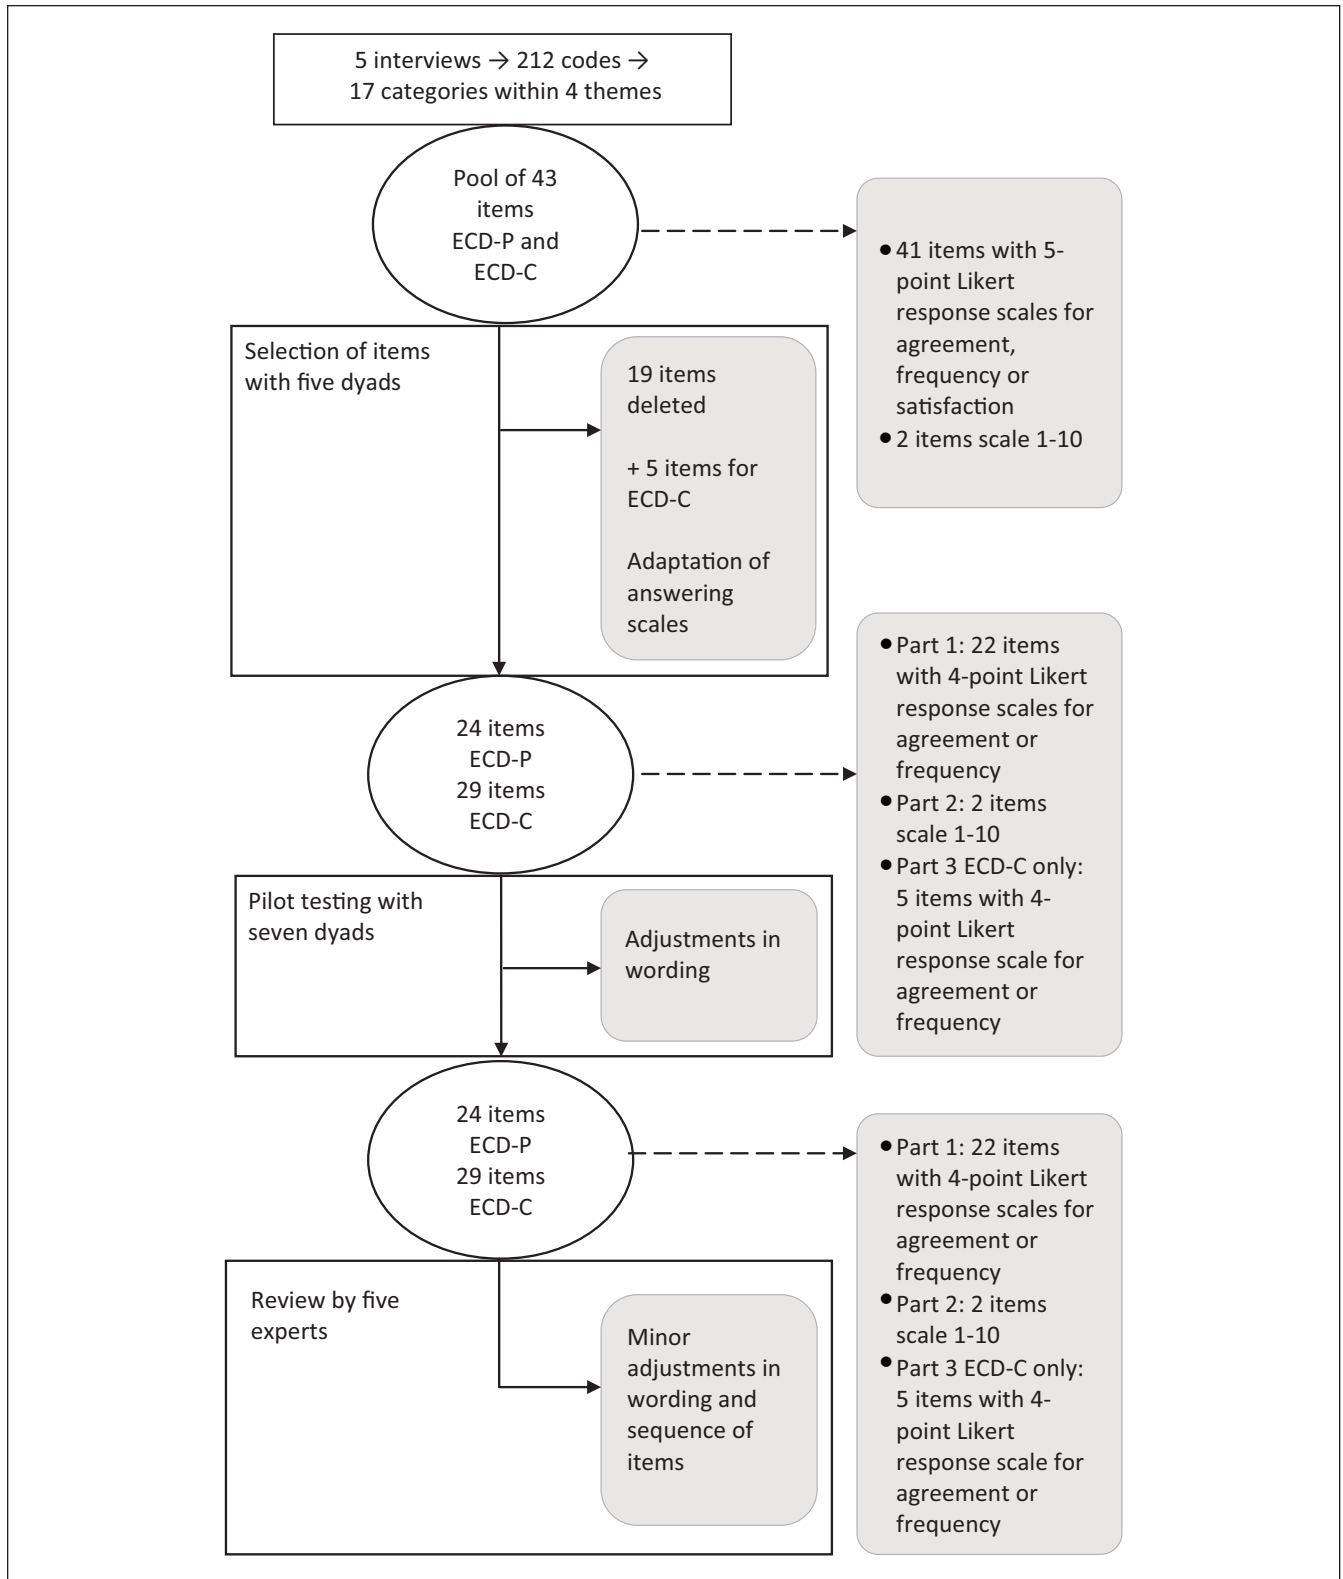 5 interviews → 212 codes →
17 categories within 4 themes
Pool of 43
items
ECD-P and
ECD-C
• 41 items with 5-
point Likert
response scales for
agreement,
frequency or
satisfaction
• 2 items scale 1-10
Selection of items
with five dyads
19 items
deleted
+ 5 items for
ECD-C
Adaptation of
answering
scales
24 items
ECD-P
29 items
ECD-C
• Part 1: 22 items
with 4-point Likert
response scales for
agreement or
frequency
• Part 2: 2 items
scale 1-10
• Part 3 ECD-C only:
5 items with 4-
point Likert
response scale for
agreement or
frequency
Pilot testing with
seven dyads
Adjustments in
wording
24 items
ECD-P
29 items
ECD-C
• Part 1: 22 items
with 4-point Likert
response scales for
agreement or
frequency
• Part 2: 2 items
scale 1-10
• Part 3 ECD-C only:
5 items with 4-
point Likert
response scale for
agreement or
frequency
Review by five
experts
Minor
adjustments in
wording and
sequence of
items